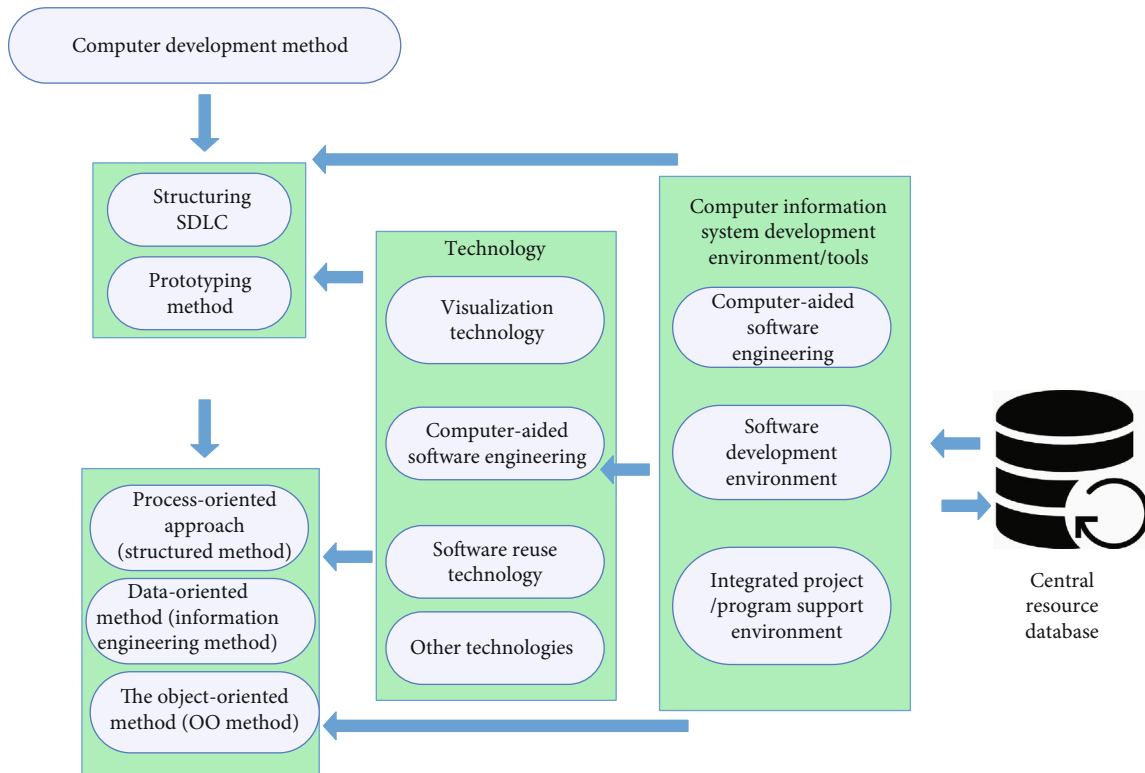 Computer development method
Structuring
SDLC
Prototyping
method
Process-oriented
approach
(structured method)
Data-oriented
method (information
engineering method)
The object-oriented
method (OO method)
Technology
Visualization
technology
Computer-aided
software engineering
Software reuse
technology
Other technologies
Computer information
system development
environment/tools
Computer-aided
software
engineering
Software
development
environment
Integrated project
/program support
environment
Central
resource
database